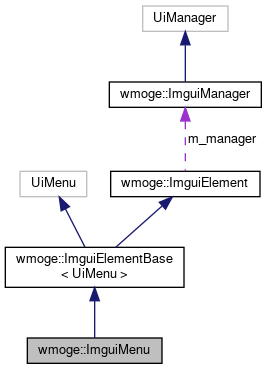 UiManager
wmoge::ImguiManager
m_manager
UiMenu
wmoge::ImguiElement
wmoge::ImguiElementBase
< UiMenu >
wmoge::ImguiMenu